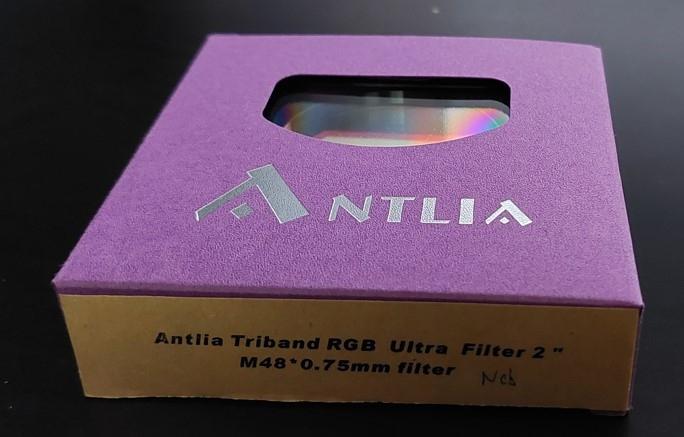 ANTLIA
Antlia Triband RGB Ultra Filter 2 "
M48*0.75mm filter